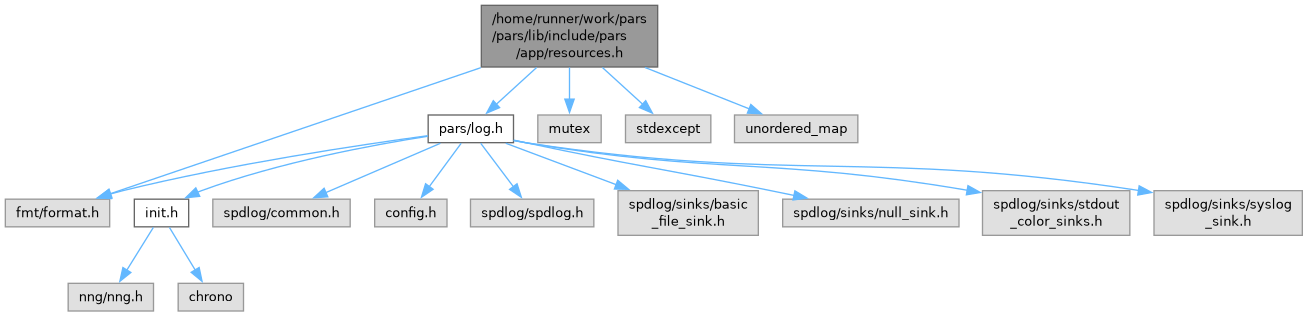 /home/runner/work/pars
/pars/lib/include/pars
/app/resources.h
pars/log.h
mutex
stdexcept
unordered_map
fmt/format.h
init.h
spdlog/common.h
config.h
spdlog/spdlog.h
spdlog/sinks/basic
_file_sink.h
spdlog/sinks/null_sink.h
spdlog/sinks/stdout
_color_sinks.h
spdlog/sinks/syslog
_sink.h
nng/nng.h
chrono